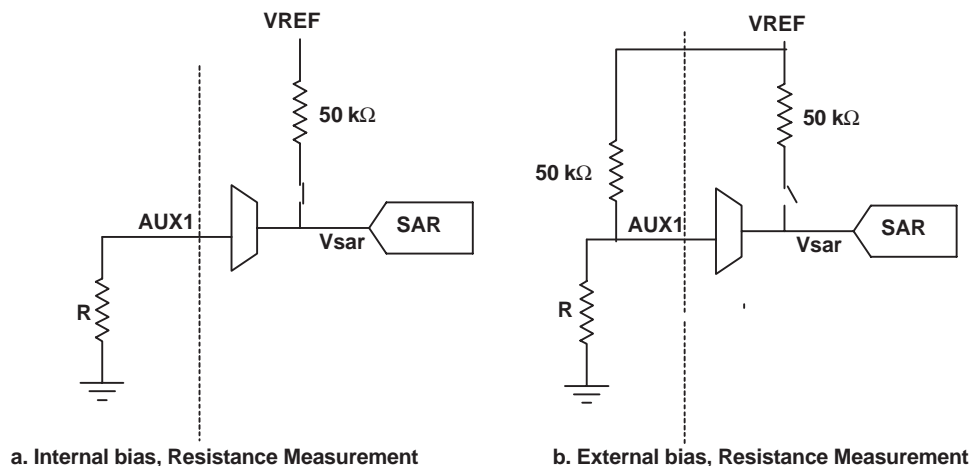 VREF
50 kΩ
AUX1
Vsar
SAR
R
a. Internal bias, Resistance Measurement
VREF
50 kΩ
50 kΩ
AUX1
Vsar
SAR
R
b. External bias, Resistance Measurement